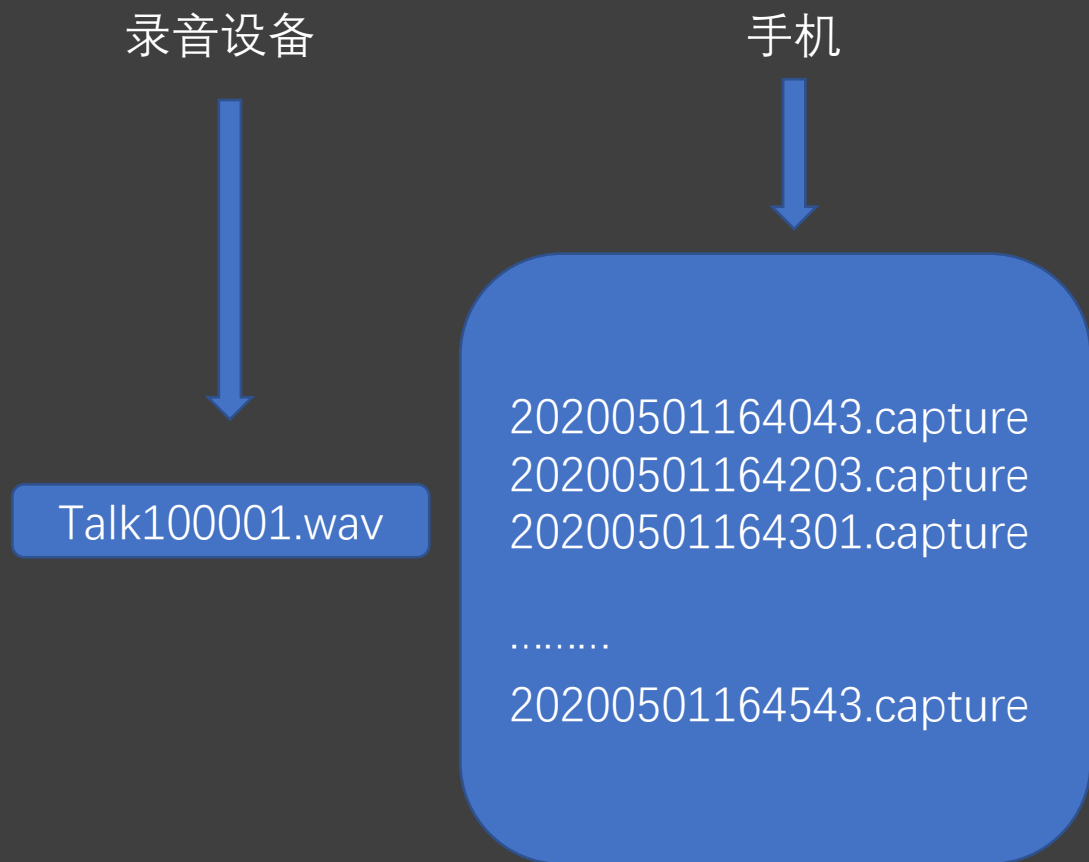 录音设备
手机
Talk100001.wav
20200501164043.capture
20200501164203.capture
20200501164301.capture
………
20200501164543.capture